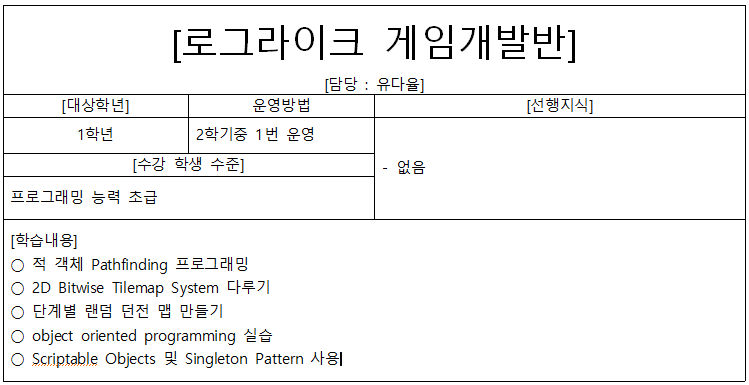 [로그라이크 게임개발반]
[담당 : 유다율]
[대상학년]
운영방법
[선행지식]
1학년
2학기중 1번 운영
- 없음
[수강 학생 수준]
프로그래밍 능력 초급
[학습내용]
○ 적 객체 Pathfinding 프로그래밍
○ 2D Bitwise Tilemap System 다루기
○ 단계별 랜덤 던전 맵 만들기
○ object oriented programming 실습
○ Scriptable Objects 및 Singleton Pattern 사용